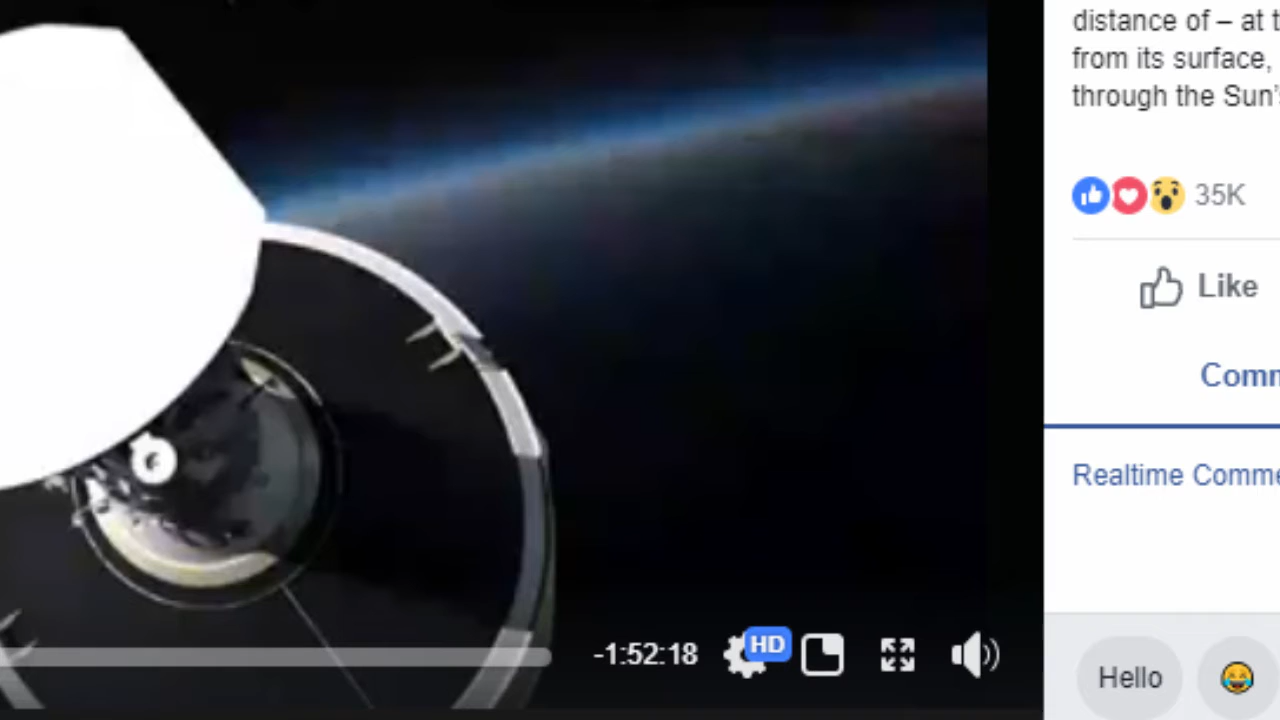 distance of – at t
from its surface,
through the Sun's
35K
Like
Comm
Realtime Comme
-1:52:18
HD
Hello